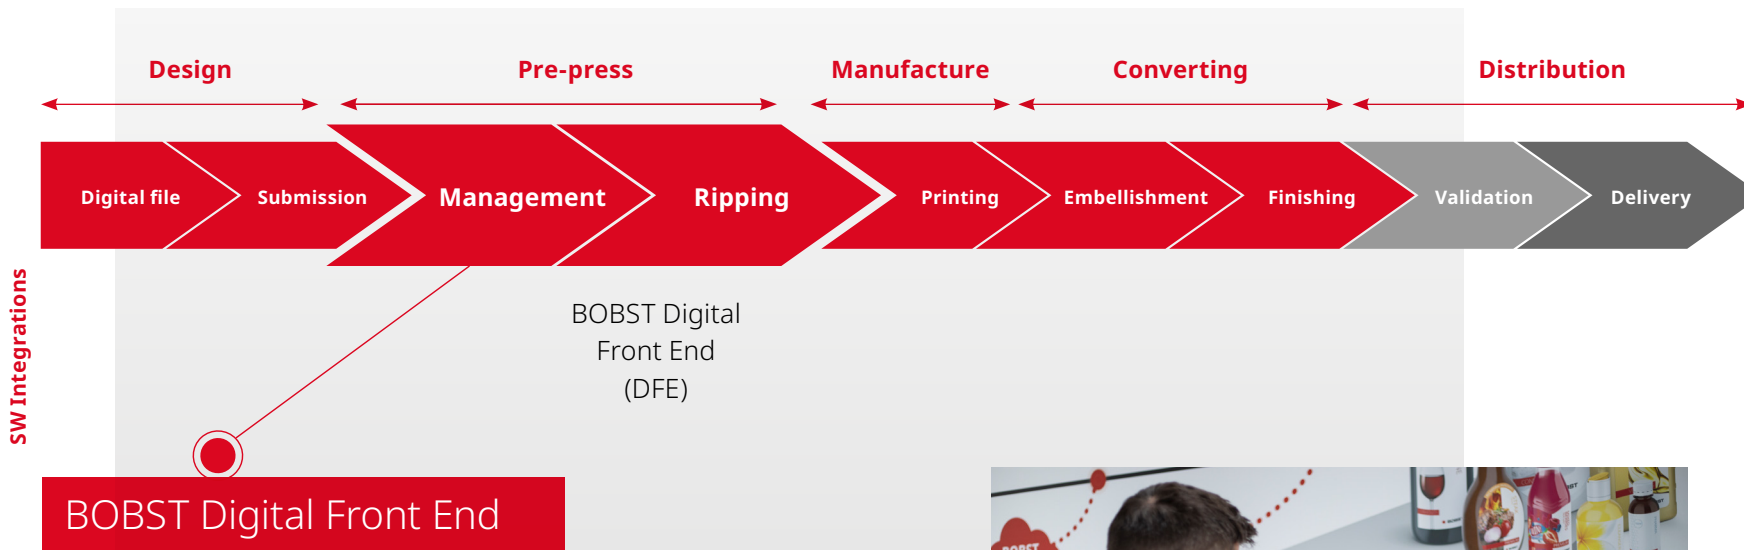 Design
Pre-press
Manufacture
Converting
Distribution
Digital file
Submission
Management
Ripping
Printing
Embellishment
Finishing
Validation
Delivery
SW Integrations
BOBST Digital
Front End
(DFE)
BOBST Digital Front End
BOBST